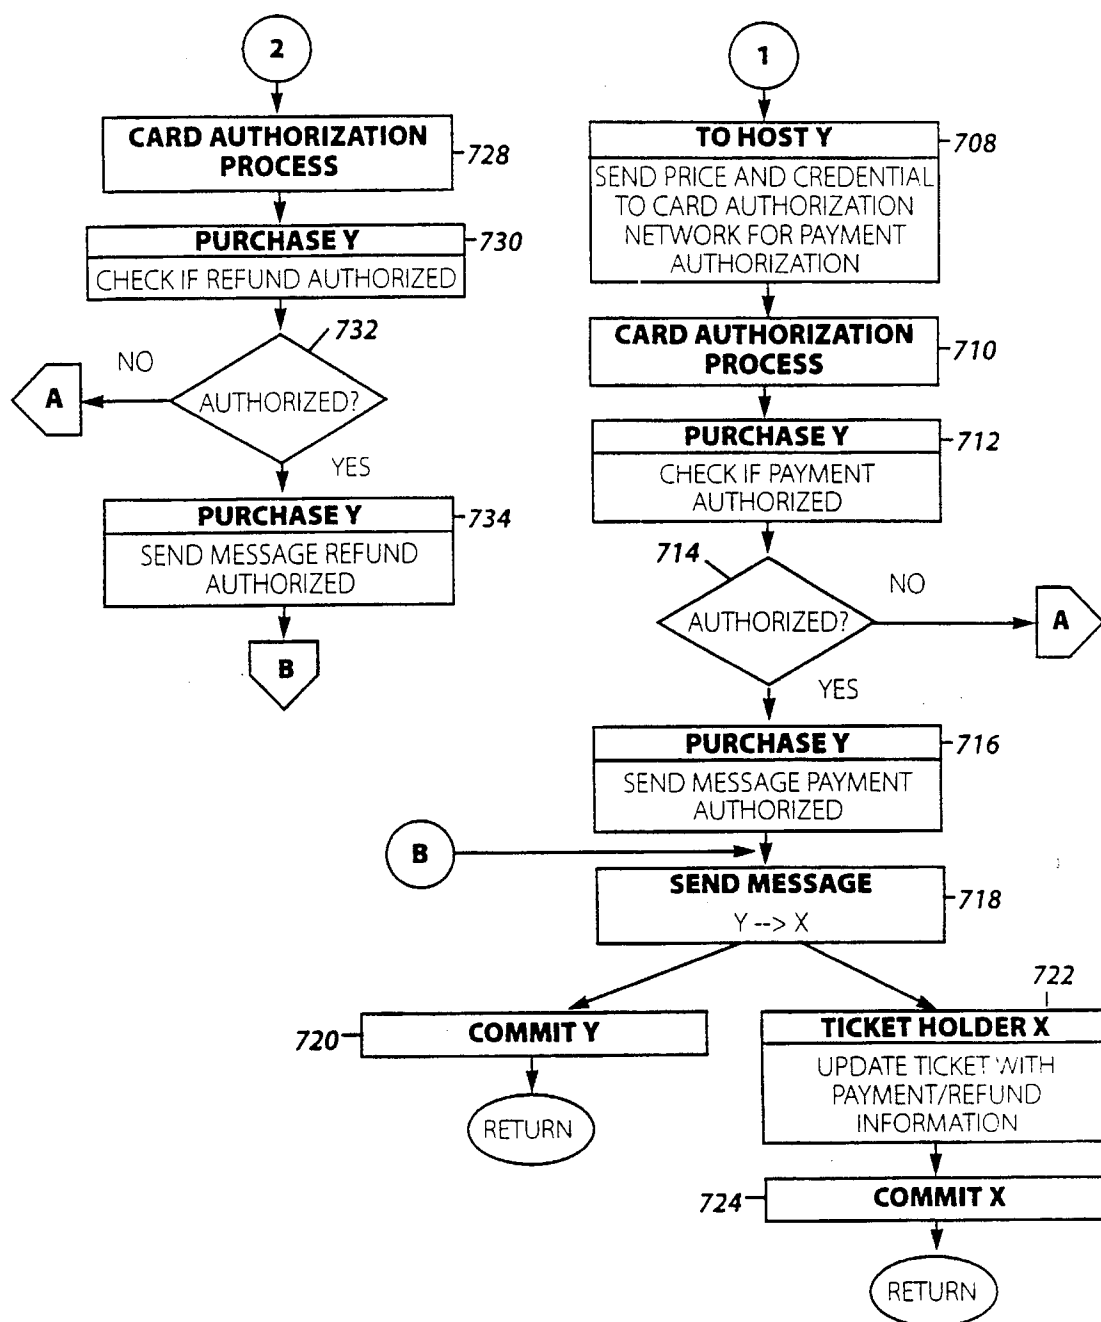 2
CARD AUTHORIZATION
PROCESS
728
PURCHASE Y
730
CHECK IF REFUND AUTHORIZED
732
NO
A
AUTHORIZED?
YES
PURCHASE Y
734
SEND MESSAGE REFUND
AUTHORIZED
B
1
TO HOST Y
708
SEND PRICE AND CREDENTIAL
TO CARD AUTHORIZATION
NETWORK FOR PAYMENT
AUTHORIZATION
CARD AUTHORIZATION
PROCESS
710
PURCHASE Y
712
CHECK IF PAYMENT
AUTHORIZED
714
NO
AUTHORIZED?
A
YES
PURCHASE Y
716
SEND MESSAGE PAYMENT
AUTHORIZED
B
SEND MESSAGE
718
Y --> X
720
COMMIT Y
RETURN
722
TICKET HOLDER X
UPDATE TICKET WITH
PAYMENT/REFUND
INFORMATION
724
COMMIT X
RETURN